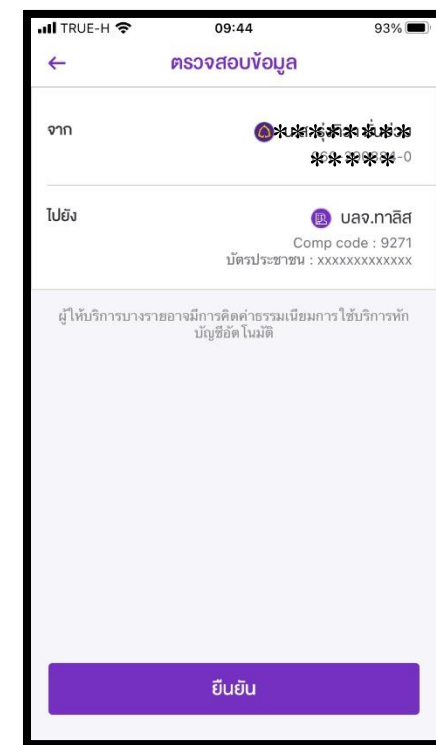 TRUE-H 09:44 93%
ตรวจสอบข้อมูล
จาก
-0
ไปยัง
บลจ.ทาลิส
Comp code : 9271
บัตรประชาชน : xxxxxxxxxxxxx
ผู้ให้บริการบางรายอาจมีการคิดค่าธรรมเนียมการใช้บริการหัก
บัญชีอัตโนมัติ
ยืนยัน